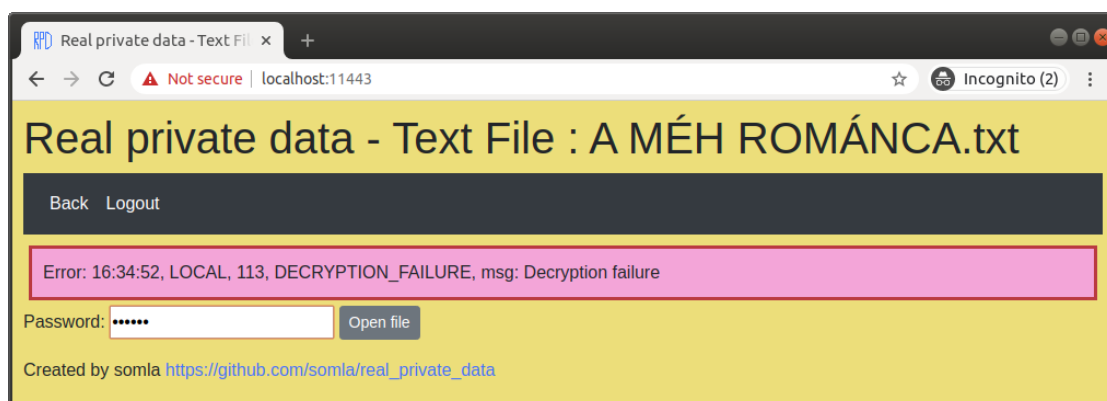 RPD Real private data - Text Fil
Not secure | localhost:11443 Incognito (2)
Real private data - Text File : A MÉH ROMÁNCA.txt
Back Logout
Error: 16:34:52, LOCAL, 113, DECRYPTION_FAILURE, msg: Decryption failure
Password: •••••• Open file
Created by somla https://github.com/somla/real_private_data